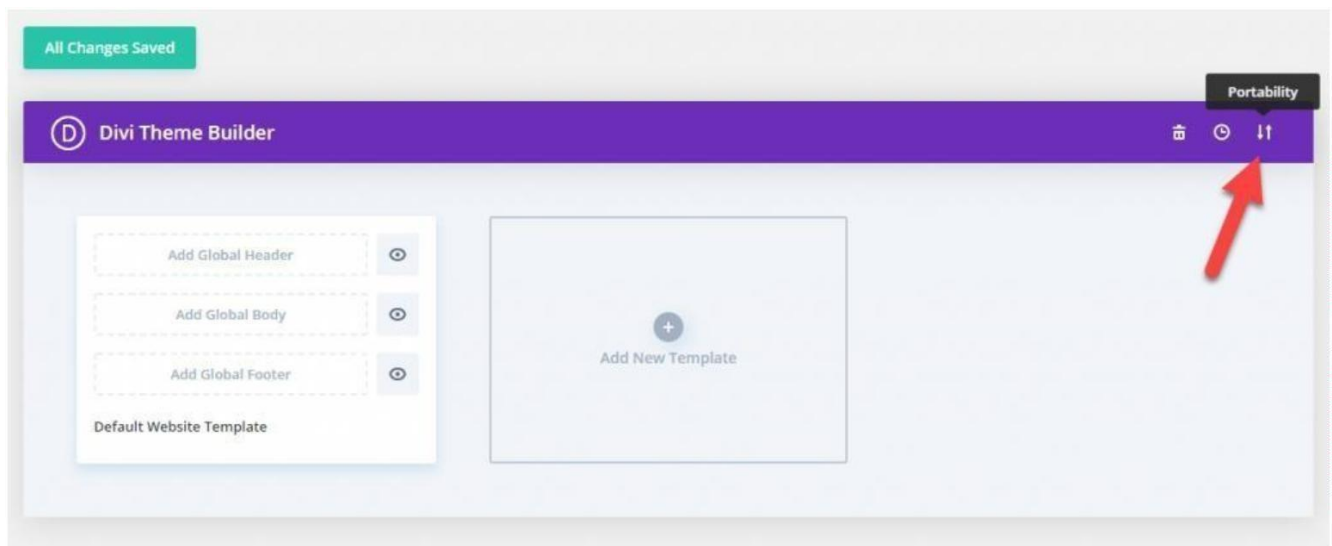 All Changes Saved
Portability
D Divi Theme Builder
Add Global Header
Add Global Body
Add New Template
Add Global Footer
Default Website Template